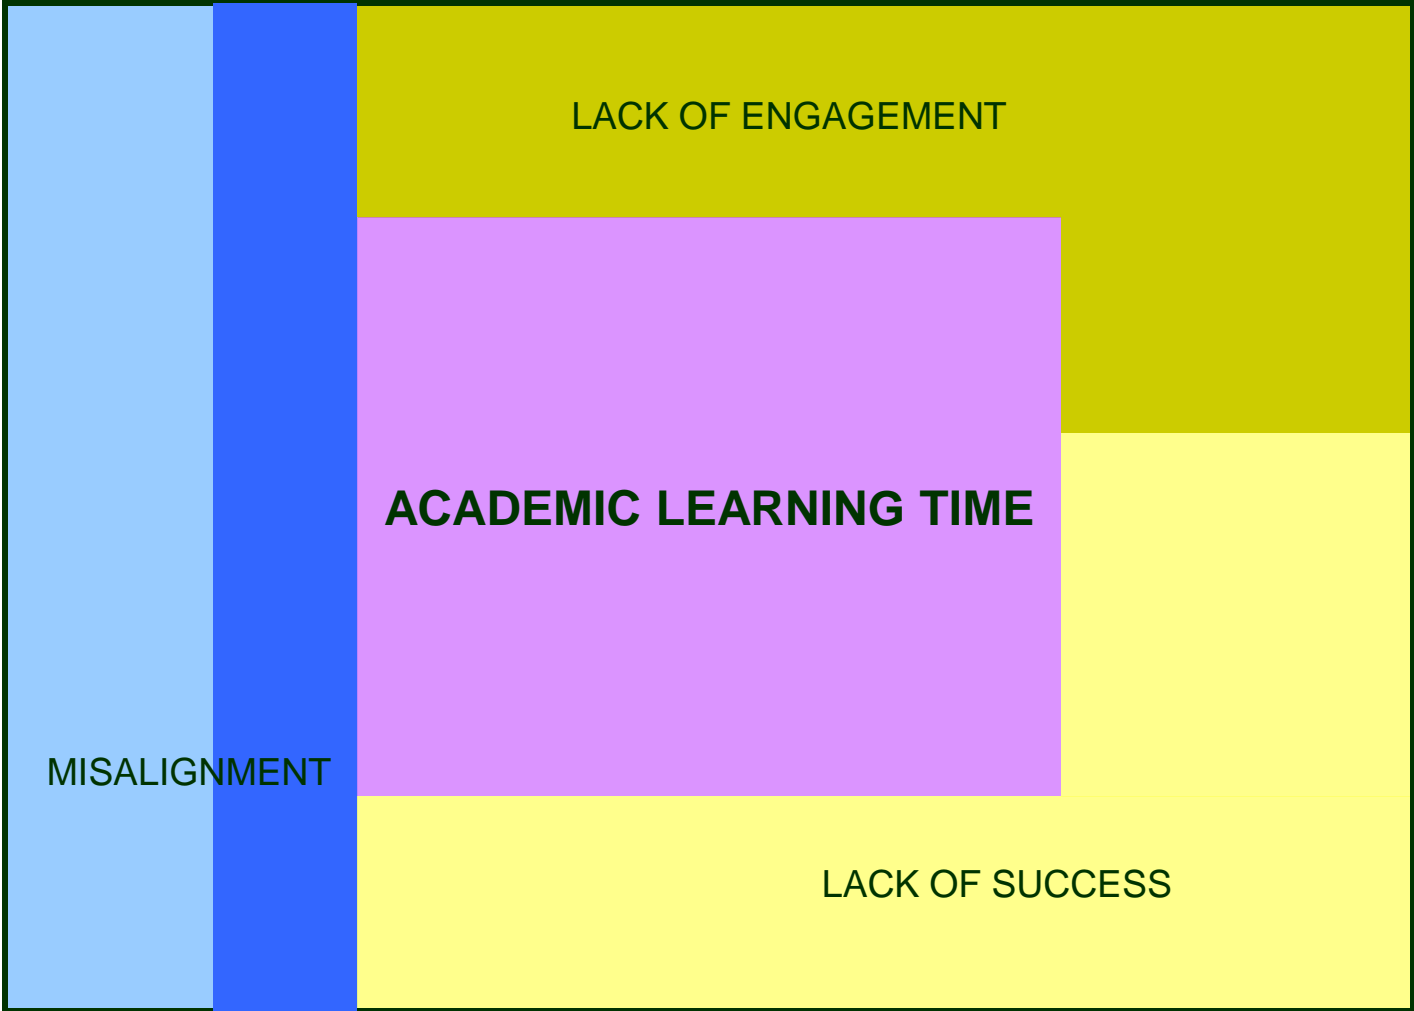 LACK OF ENGAGEMENT
ACADEMIC LEARNING TIME
MISALIGNMENT
LACK OF SUCCESS